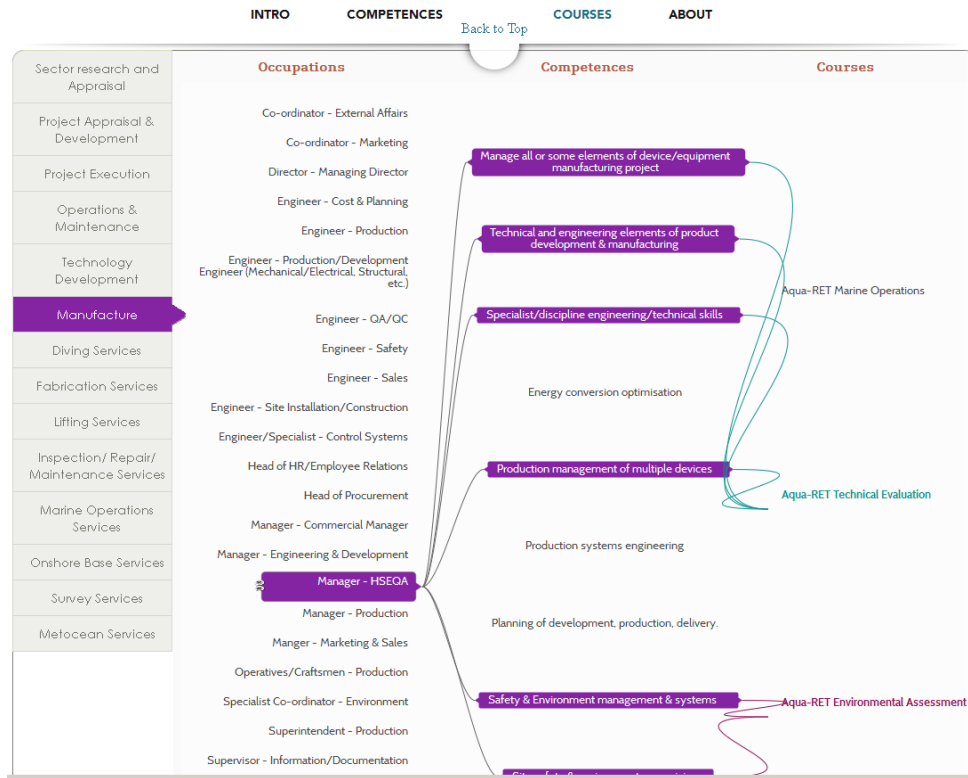 INTRO
COMPETENCES
COURSES
ABOUT
Back to Top
Sector research and
Appraisal
Project Appraisal &
Development
Project Execution
Operations &
Maintenance
Technology
Development
Manufacture
Diving Services
Fabrication Services
Lifting Services
Inspection/ Repair/
Maintenance Services
Marine Operations
Services
Onshore Base Services
Survey Services
Metocean Services
Occupations
Co-ordinator - External Affairs
Co-ordinator - Marketing
Director - Managing Director
Engineer - Cost & Planning
Engineer - Production
Engineer - Production/Development
Engineer (Mechanical/Electrical, Structural,
etc.)
Engineer - QA/QC
Engineer - Safety
Engineer - Sales
Engineer - Site Installation/Construction
Engineer/Specialist - Control Systems
Head of HR/Employee Relations
Head of Procurement
Manager - Commercial Manager
Manager - Engineering & Development
Manager - HSEQA
Manager - Production
Manger - Marketing & Sales
Operatives/Craftsmen - Production
Specialist Co-ordinator - Environment
Superintendent - Production
Supervisor - Information/Documentation
Competences
Manage all or some elements of device/equipment
manufacturing project
Technical and engineering elements of product
development & manufacturing
Specialist/discipline engineering/technical skills
Energy conversion optimisation
Production management of multiple devices
Production systems engineering
Planning of development, production, delivery.
Safety & Environment management & systems
Courses
Aqua-RET Marine Operations
Aqua-RET Technical Evaluation
Aqua-RET Environmental Assessment